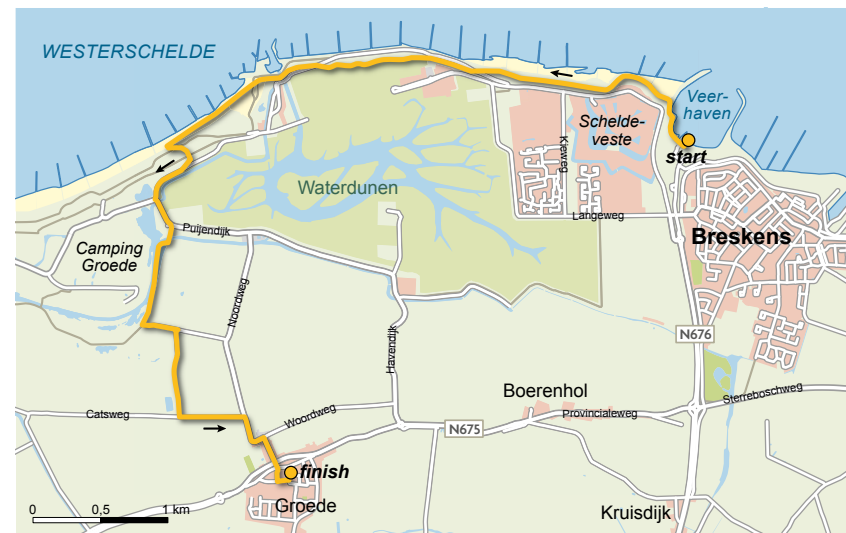 WESTERSCHELDE
Veer-
haven
Schelde-
veste
start
Kieweg
Waterdunen
Langeweg
Breskens
Puijendijk
Camping
Groede
Noordweg
Havendijk
N676
Boerenhol
Sterreboschweg
Catsweg
Woordweg
Provincialeweg
N675
finish
Groede
Kruisdijk
0 0,5 1 km